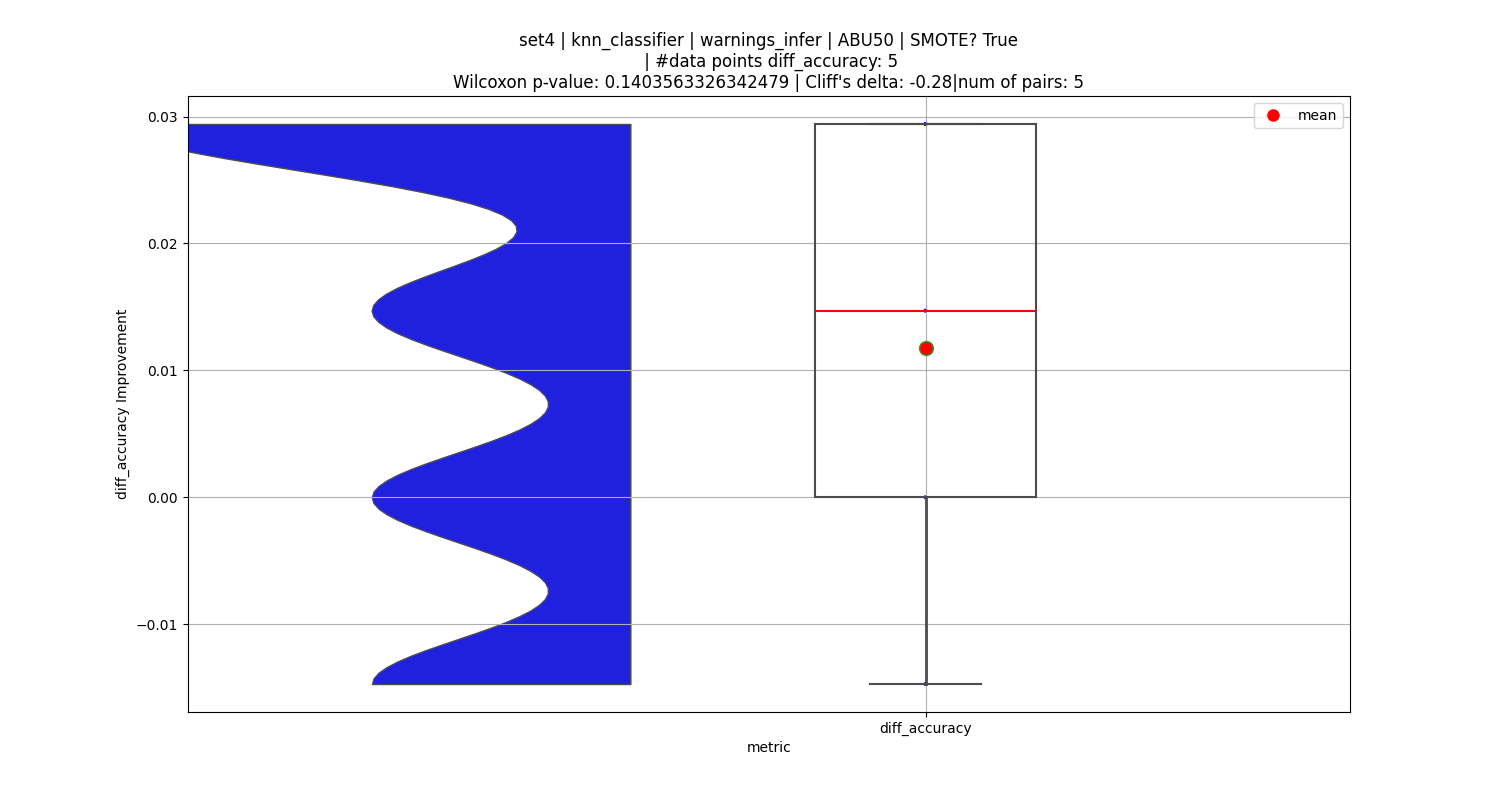 set4 | knn_classifier | warnings_infer | ABU50 | SMOTE? True
| #data points diff_accuracy: 5
Wilcoxon p-value: 0.1403563326342479 | Cliff's delta: -0.28|num of pairs: 5
mean
0.03
0.02
0.01
0.00
−0.01
diff_accuracy Improvement
diff_accuracy
metric